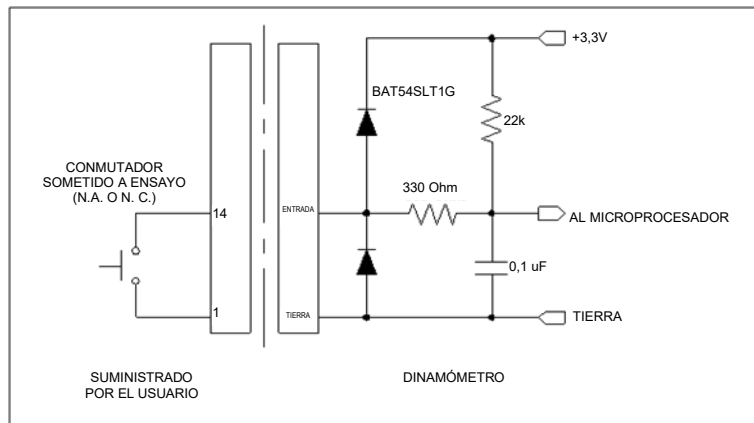 +3,3V
BAT54SLT1G
22k
CONMUTADOR
SOMETIDO A ENSAYO
(N.A. O N. C.)
330 Ohm
14
ENTRADA
AL MICROPROCESADOR
0,1 uF
1
TIERRA
TIERRA
SUMINISTRADO
POR EL USUARIO
DINAMÓMETRO